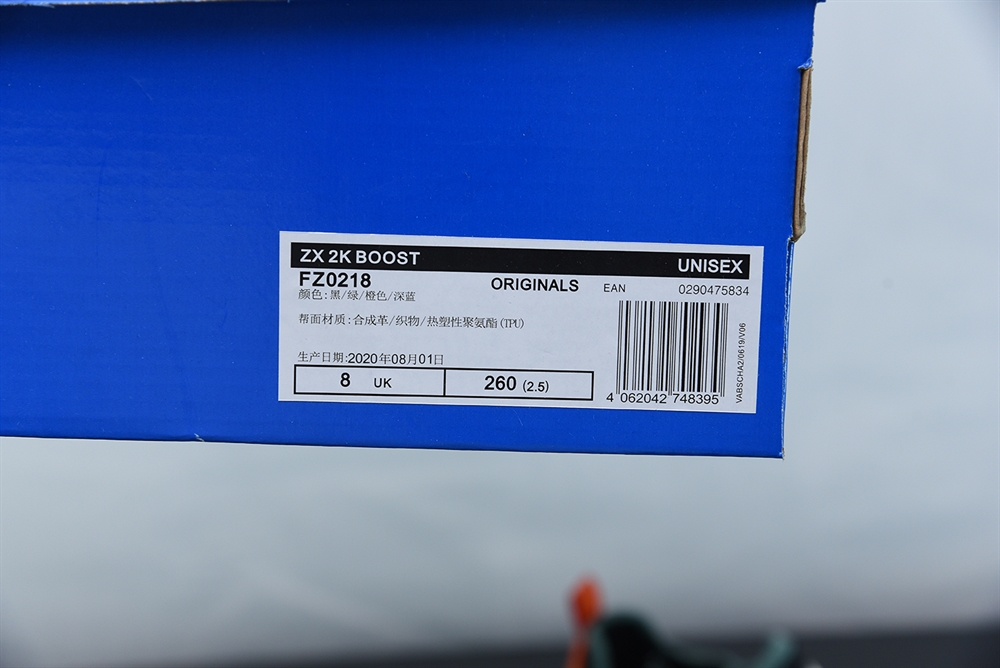 ZX 2K BOOST
UNISEX
FZ0218
ORIGINALS
EAN
0290475834
颜色:黑/绿/橙色/深蓝
帮面材质:合成革/织物/热塑性聚氨酯(TPU)
生产日期:2020年08月01日
8 UK
260 (2.5)
4 062042 748395
VABSCHA2/0619/V06